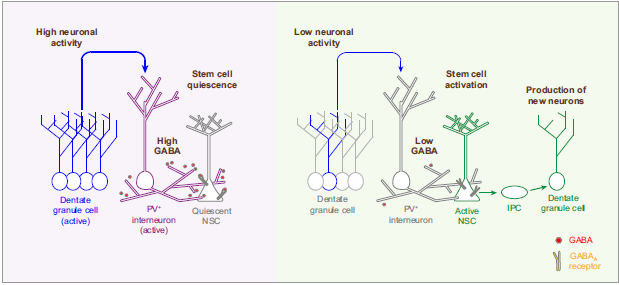 High neuronal
activity
Stem cell
quiescence
High
GABA
Dentate
granule cell
(active)
PV+
interneuron
(active)
Quiescent
NSC
Low neuronal
activity
Stem cell
activation
Production of
new neurons
Low
GABA
Dentate
granule cell
PV+
interneuron
Active
NSC
IPC
Dentate
granule cell
GABA
GABAA
receptor